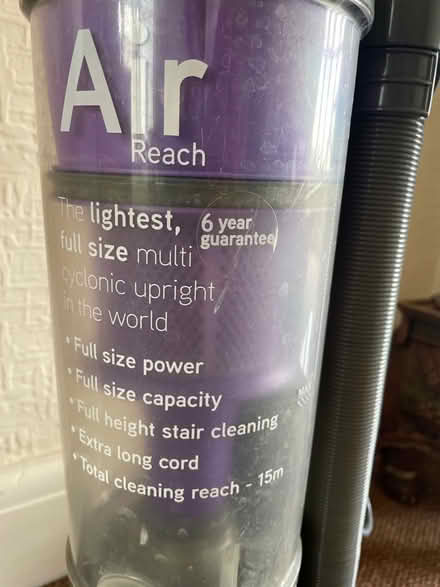 Air
Reach
The lightest,
full size multi
cyclonic upright
in the world
6 year
guarantee
• Full size power
• Full size capacity
• Full height stair cleaning
• Extra long cord
• Total cleaning reach - 15m